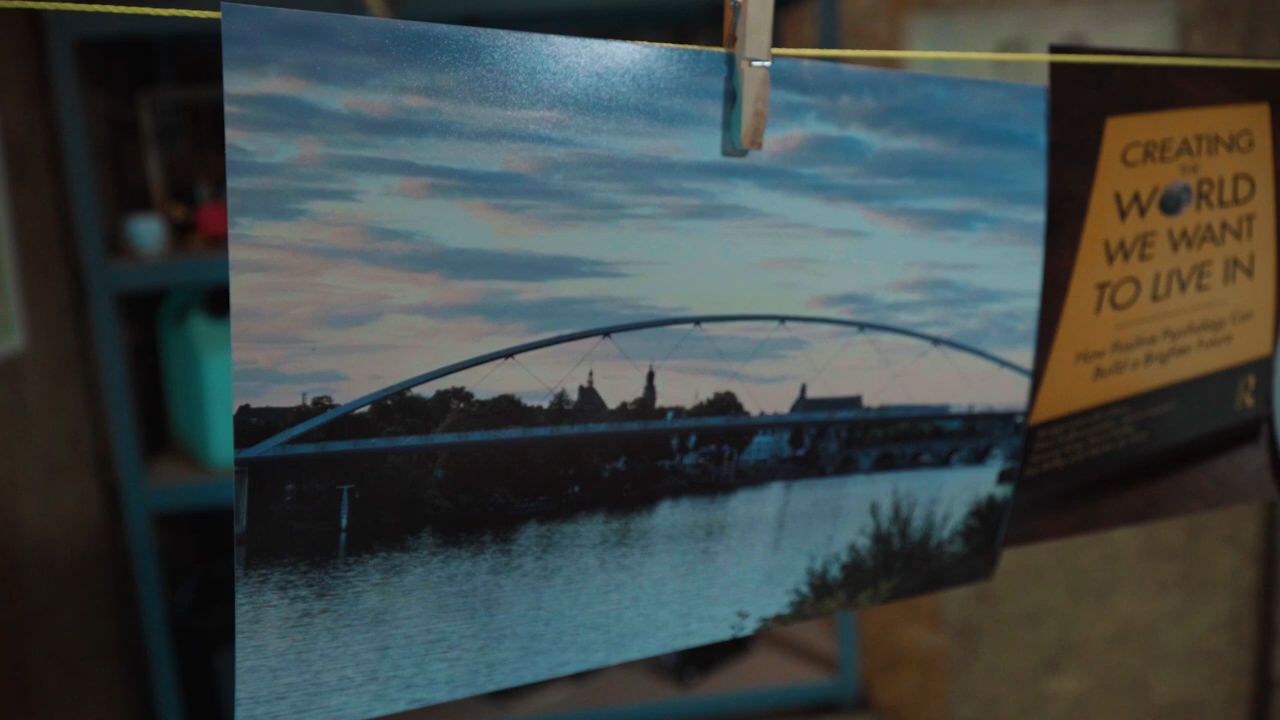 CREATING
THE
WORLD
WE WANT
TO LIVE IN
How Positive Psychology Can
Build a Brighter Future
R